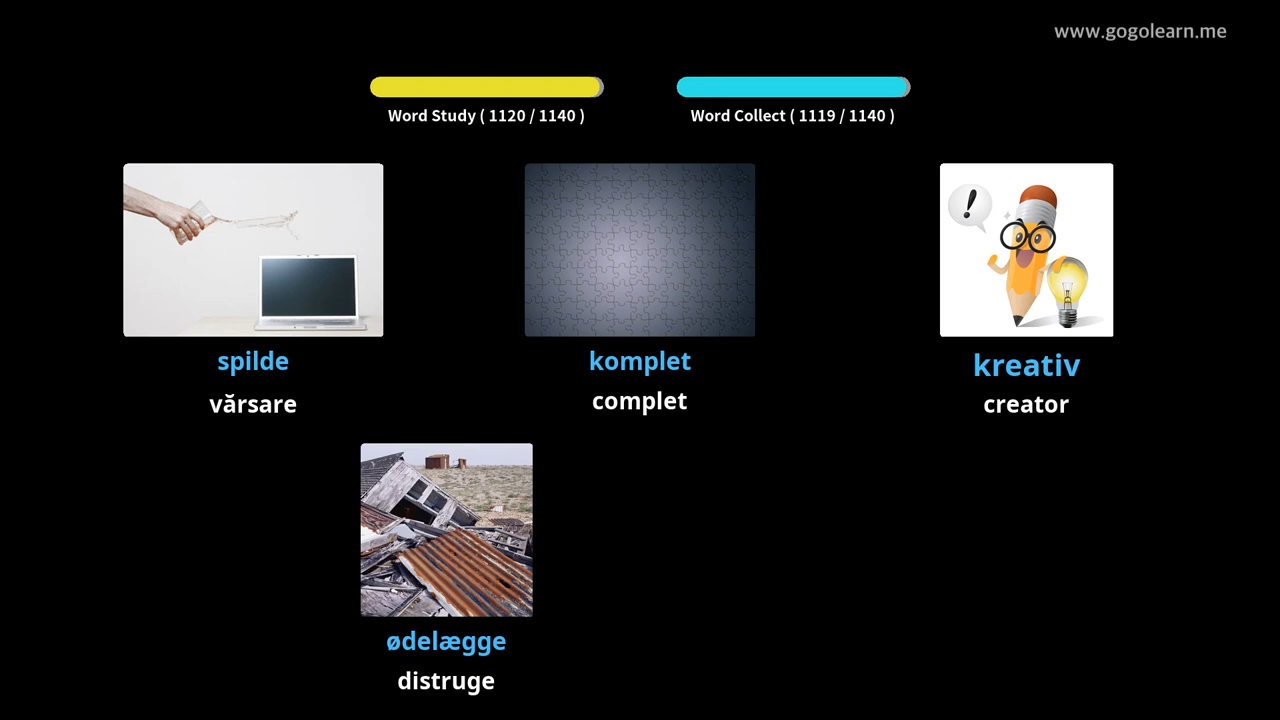 www.gogolearn.me
Word Study ( 1120 / 1140 )
Word Collect ( 1119 / 1140 )
spilde
vărsare
komplet
complet
kreativ
creator
!
ødelægge
distruge